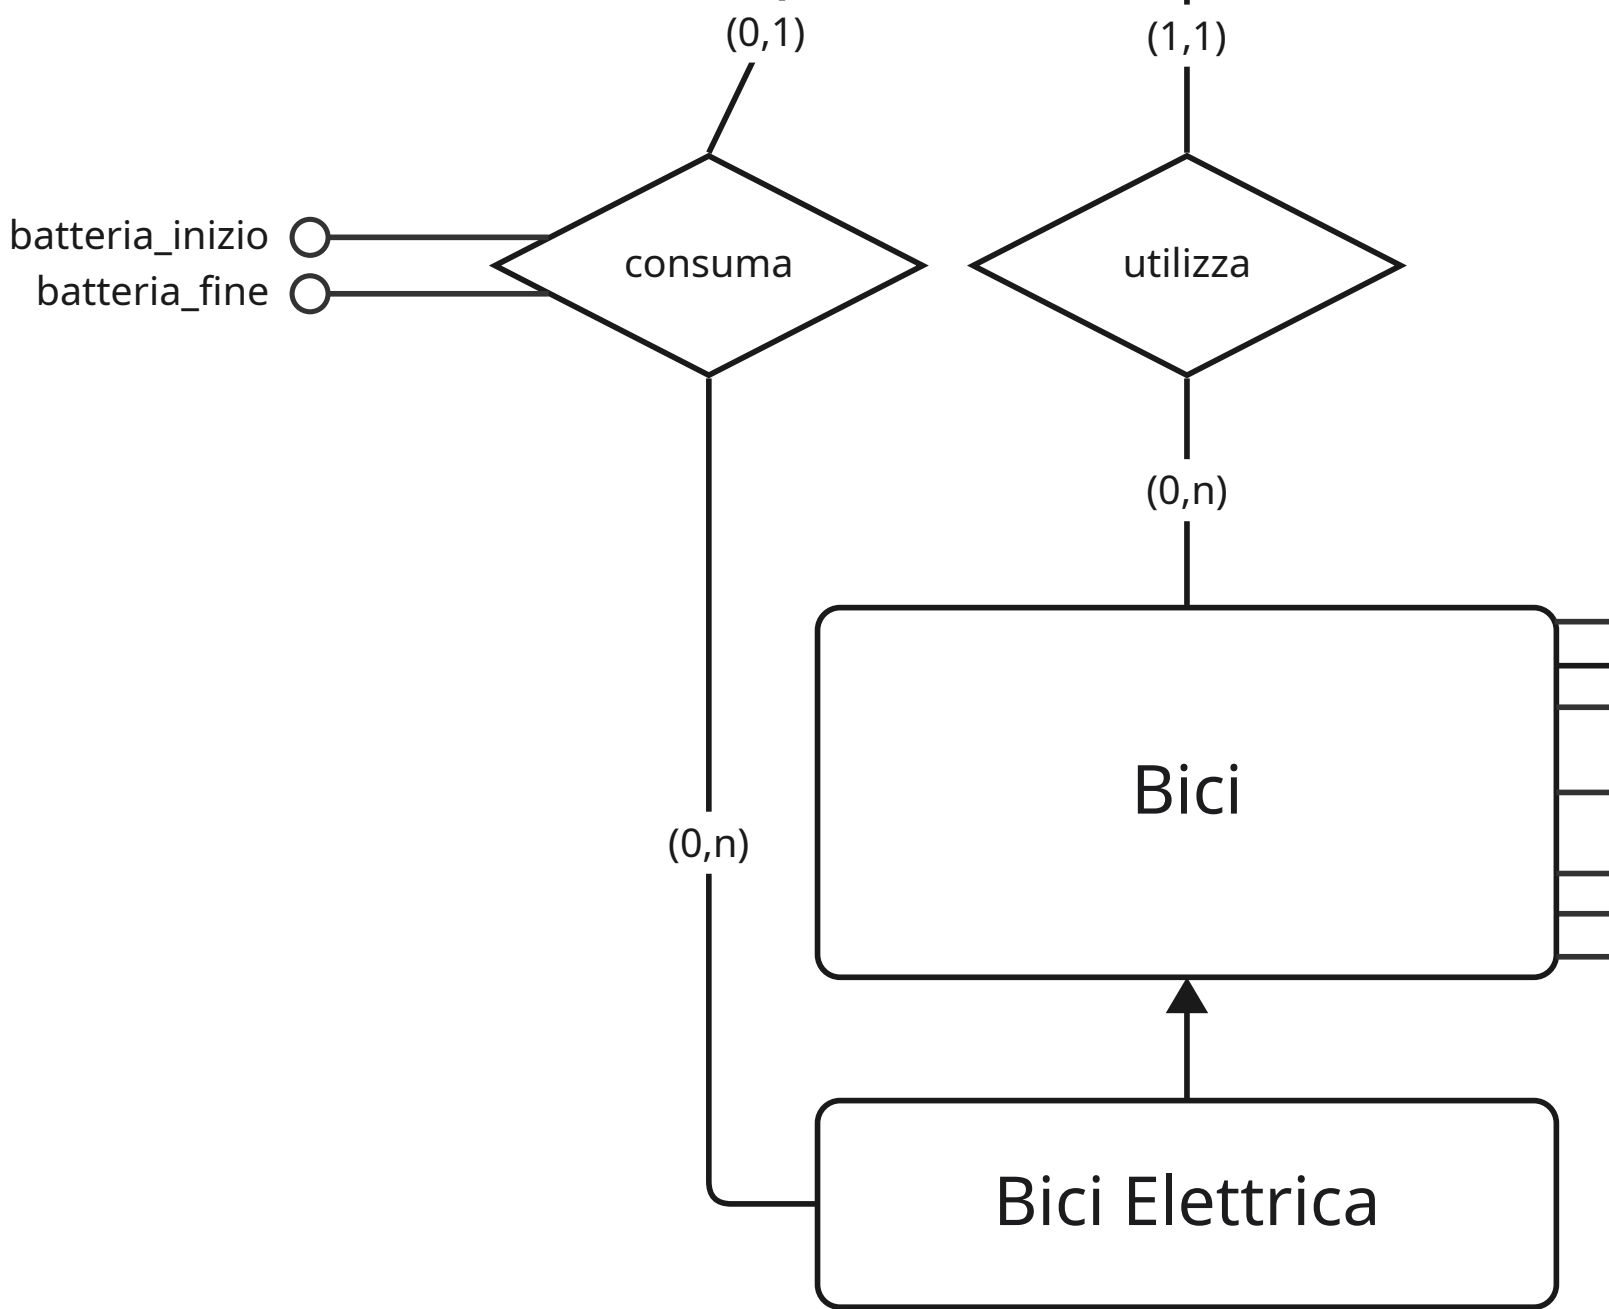 (0,1)
(1,1)
batteria_inizio
batteria_fine
consuma
utilizza
(0,n)
Bici
(0,n)
Bici Elettrica